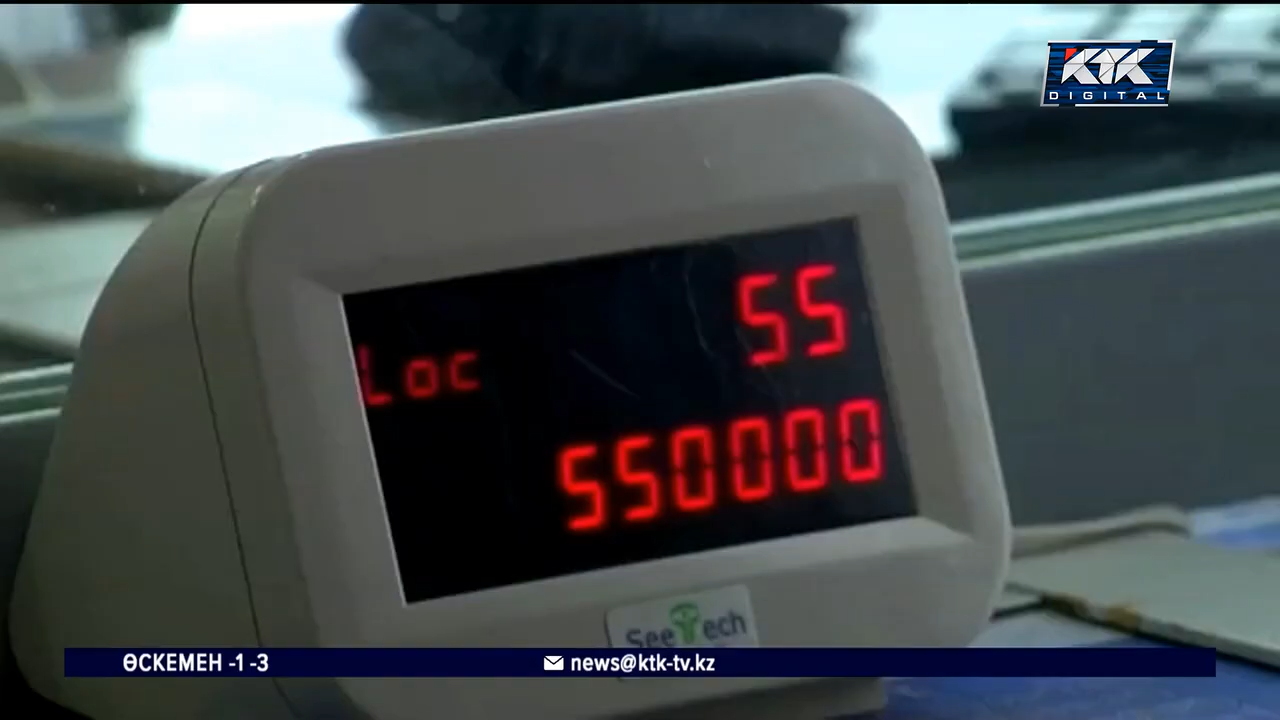 KTK
DIGITAL
55
Loc
550000
SeeTech
ӨСКЕМЕН -1 -3
news@ktk-tv.kz